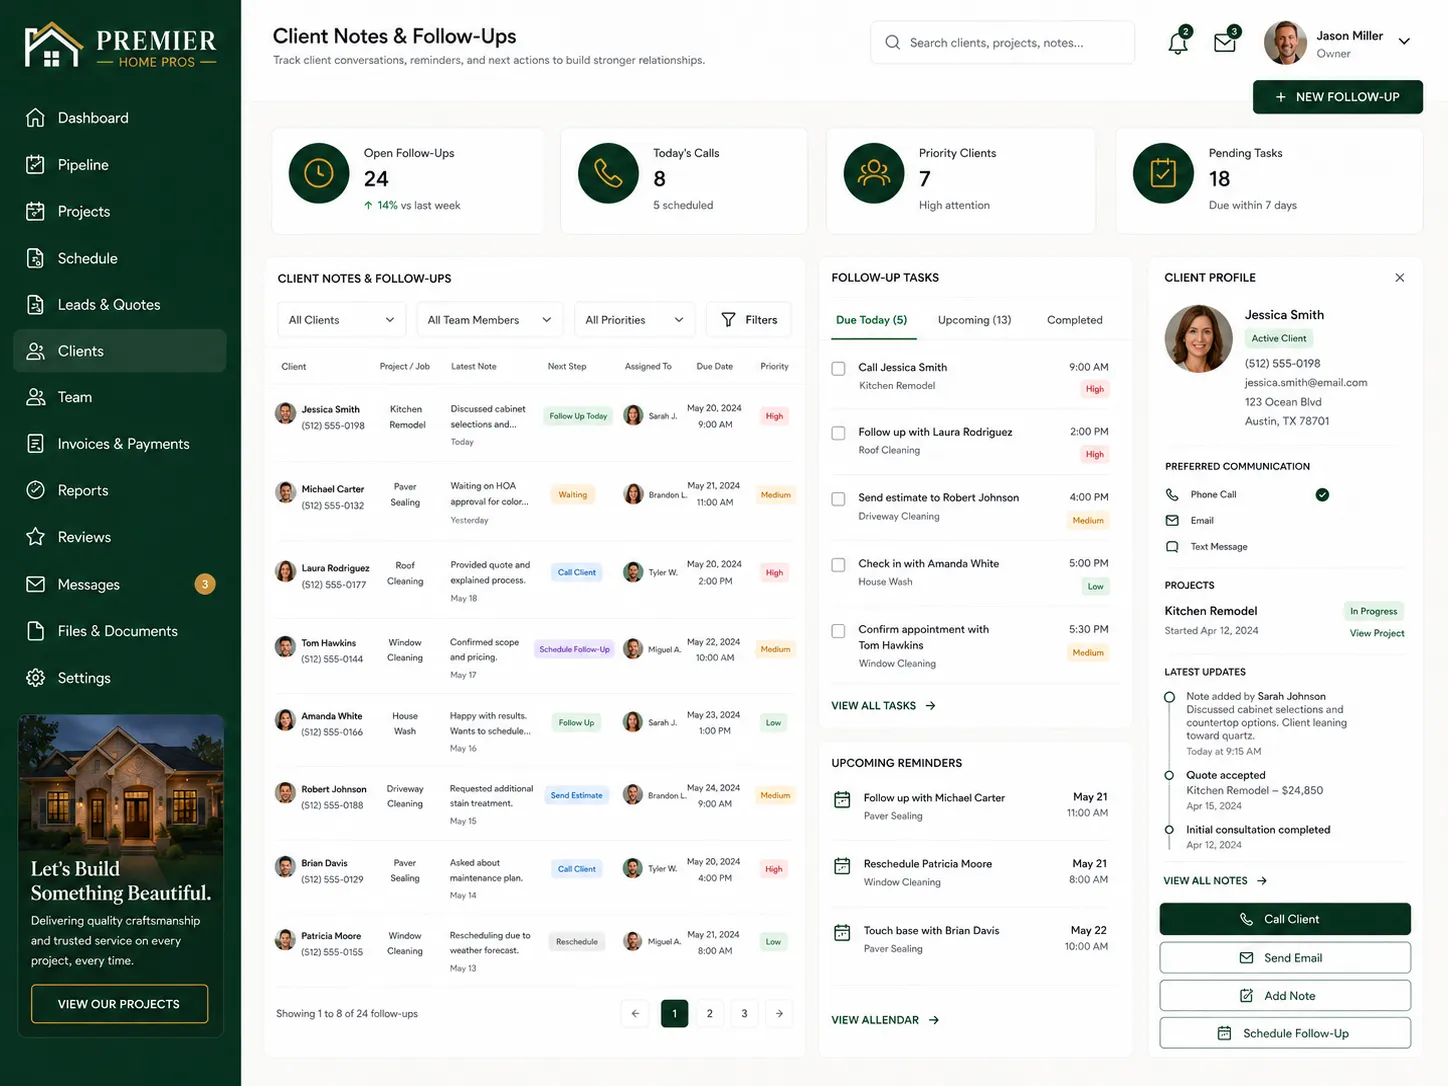 PREMIER
HOME PROS
Dashboard
Pipeline
Projects
Schedule
Leads & Quotes
Clients
Team
Invoices & Payments
Reports
Reviews
Messages
3
Files & Documents
Settings
Let's Build
Something Beautiful.
Delivering quality craftsmanship
and trusted service on every
project, every time.
VIEW OUR PROJECTS
Client Notes & Follow-Ups
Track client conversations, reminders, and next actions to build stronger relationships.
Search clients, projects, notes...
2
3
Jason Miller
Owner
+ NEW FOLLOW-UP
Open Follow-Ups
24
↑ 14% vs last week
Today's Calls
8
5 scheduled
Priority Clients
7
High attention
Pending Tasks
18
Due within 7 days
CLIENT NOTES & FOLLOW-UPS
All Clients
All Team Members
All Priorities
Filters
Client
Project / Job
Latest Note
Next Step
Assigned To
Due Date
Priority
Jessica Smith
(512) 555-0198
Kitchen
Remodel
Discussed cabinet
selections and...
Today
Follow Up Today
Sarah J.
May 20, 2024
9:00 AM
High
Michael Carter
(512) 555-0132
Paver
Sealing
Waiting on HOA
approval for color...
Yesterday
Waiting
Brandon L.
May 21, 2024
11:00 AM
Medium
Laura Rodriguez
(512) 555-0177
Roof
Cleaning
Provided quote and
explained process.
May 18
Call Client
Tyler W.
May 20, 2024
2:00 PM
High
Tom Hawkins
(512) 555-0144
Window
Cleaning
Confirmed scope
and pricing.
May 17
Schedule Follow-Up
Miguel A.
May 22, 2024
10:00 AM
Medium
Amanda White
(512) 555-0166
House
Wash
Happy with results.
Wants to schedule...
May 16
Follow Up
Sarah J.
May 23, 2024
1:00 PM
Low
Robert Johnson
(512) 555-0188
Driveway
Cleaning
Requested additional
stain treatment.
May 15
Send Estimate
Brandon L.
May 24, 2024
9:00 AM
Medium
Brian Davis
(512) 555-0129
Paver
Sealing
Asked about
maintenance plan.
May 14
Call Client
Tyler W.
May 20, 2024
4:00 PM
High
Patricia Moore
(512) 555-0155
Window
Cleaning
Rescheduling due to
weather forecast.
May 13
Reschedule
Miguel A.
May 21, 2024
8:00 AM
Low
Showing 1 to 8 of 24 follow-ups
← 1 2 3 →
FOLLOW-UP TASKS
Due Today (5)
Upcoming (13)
Completed
Call Jessica Smith
Kitchen Remodel
9:00 AM
High
Follow up with Laura Rodriguez
Roof Cleaning
2:00 PM
High
Send estimate to Robert Johnson
Driveway Cleaning
4:00 PM
Medium
Check in with Amanda White
House Wash
5:00 PM
Low
Confirm appointment with
Tom Hawkins
Window Cleaning
5:30 PM
Medium
VIEW ALL TASKS →
UPCOMING REMINDERS
Follow up with Michael Carter
Paver Sealing
May 21
11:00 AM
Reschedule Patricia Moore
Window Cleaning
May 21
8:00 AM
Touch base with Brian Davis
Paver Sealing
May 22
10:00 AM
VIEW ALLENDAR →
CLIENT PROFILE
Jessica Smith
Active Client
(512) 555-0198
jessica.smith@email.com
123 Ocean Blvd
Austin, TX 78701
PREFERRED COMMUNICATION
Phone Call
Email
Text Message
PROJECTS
Kitchen Remodel
In Progress
Started Apr 12, 2024
View Project
LATEST UPDATES
Note added by Sarah Johnson
Discussed cabinet selections and
countertop options. Client leaning
toward quartz.
Today at 9:15 AM
Quote accepted
Kitchen Remodel – $24,850
Apr 15, 2024
Initial consultation completed
Apr 12, 2024
VIEW ALL NOTES →
Call Client
Send Email
Add Note
Schedule Follow-Up